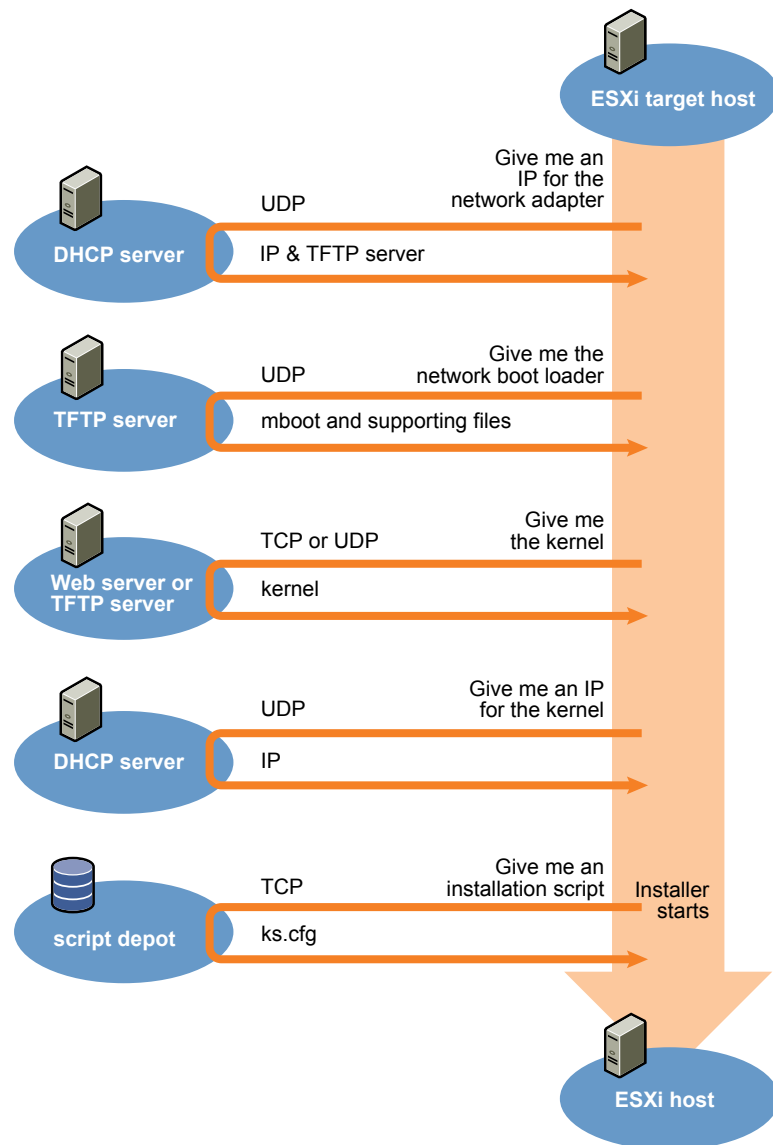 ESXi target host
Give me an
IP for the
network adapter
UDP
DHCP server
IP & TFTP server
Give me the
network boot loader
UDP
TFTP server
mboot and supporting files
Give me
the kernel
TCP or UDP
Web server or
TFTP server
kernel
Give me an IP
for the kernel
UDP
DHCP server
IP
Give me an
installation script
TCP
Installer
starts
script depot
ks.cfg
ESXi host